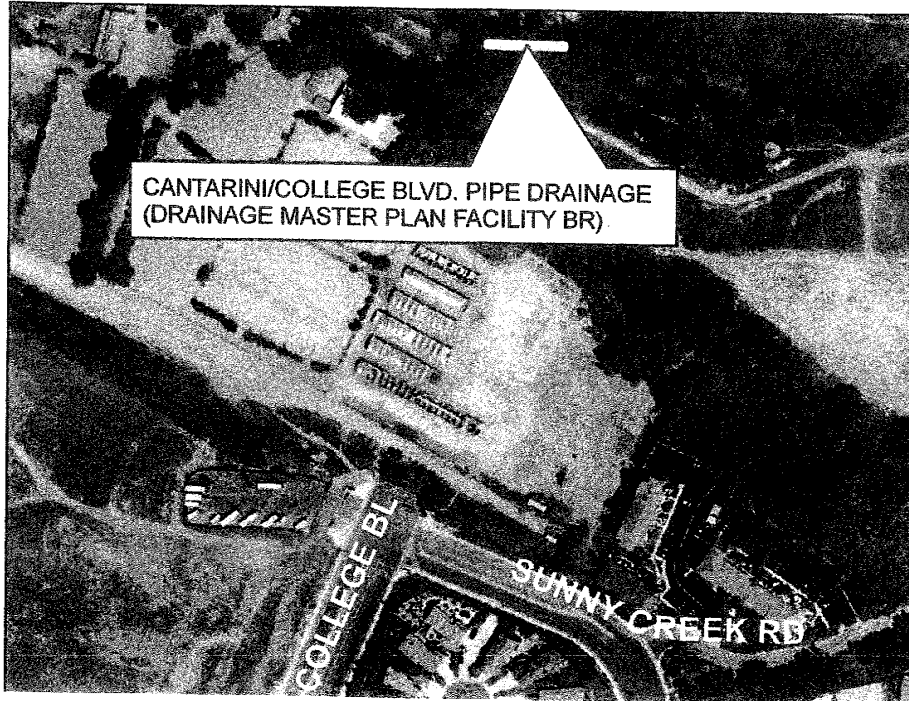 CANTARINI/COLLEGE BLVD. PIPE DRAINAGE
(DRAINAGE MASTER PLAN FACILITY BR)
COLLEGE BL
SUNNY CREEK RD